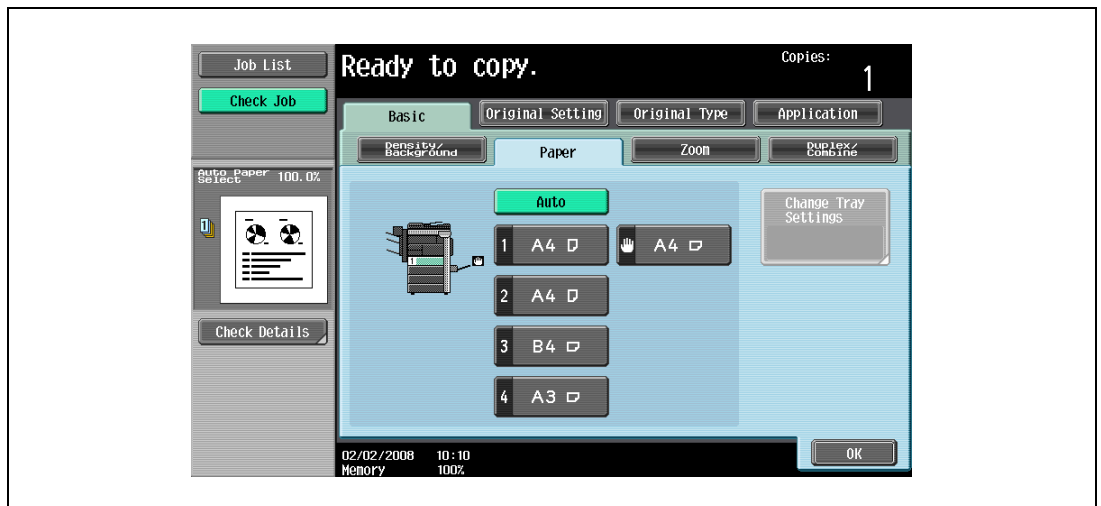 Job List
Check Job
Ready to copy.
Copies:
1
Basic
Original Setting
Original Type
Application
Density/
Background
Paper
Zoom
Duplex/
Combine
Auto Paper
Select
100.0%
1
Check Details
Auto
1 A4
A4
2 A4
3 B4
4 A3
1
Change Tray
Settings
02/02/2008 10:10
Memory 100%
OK